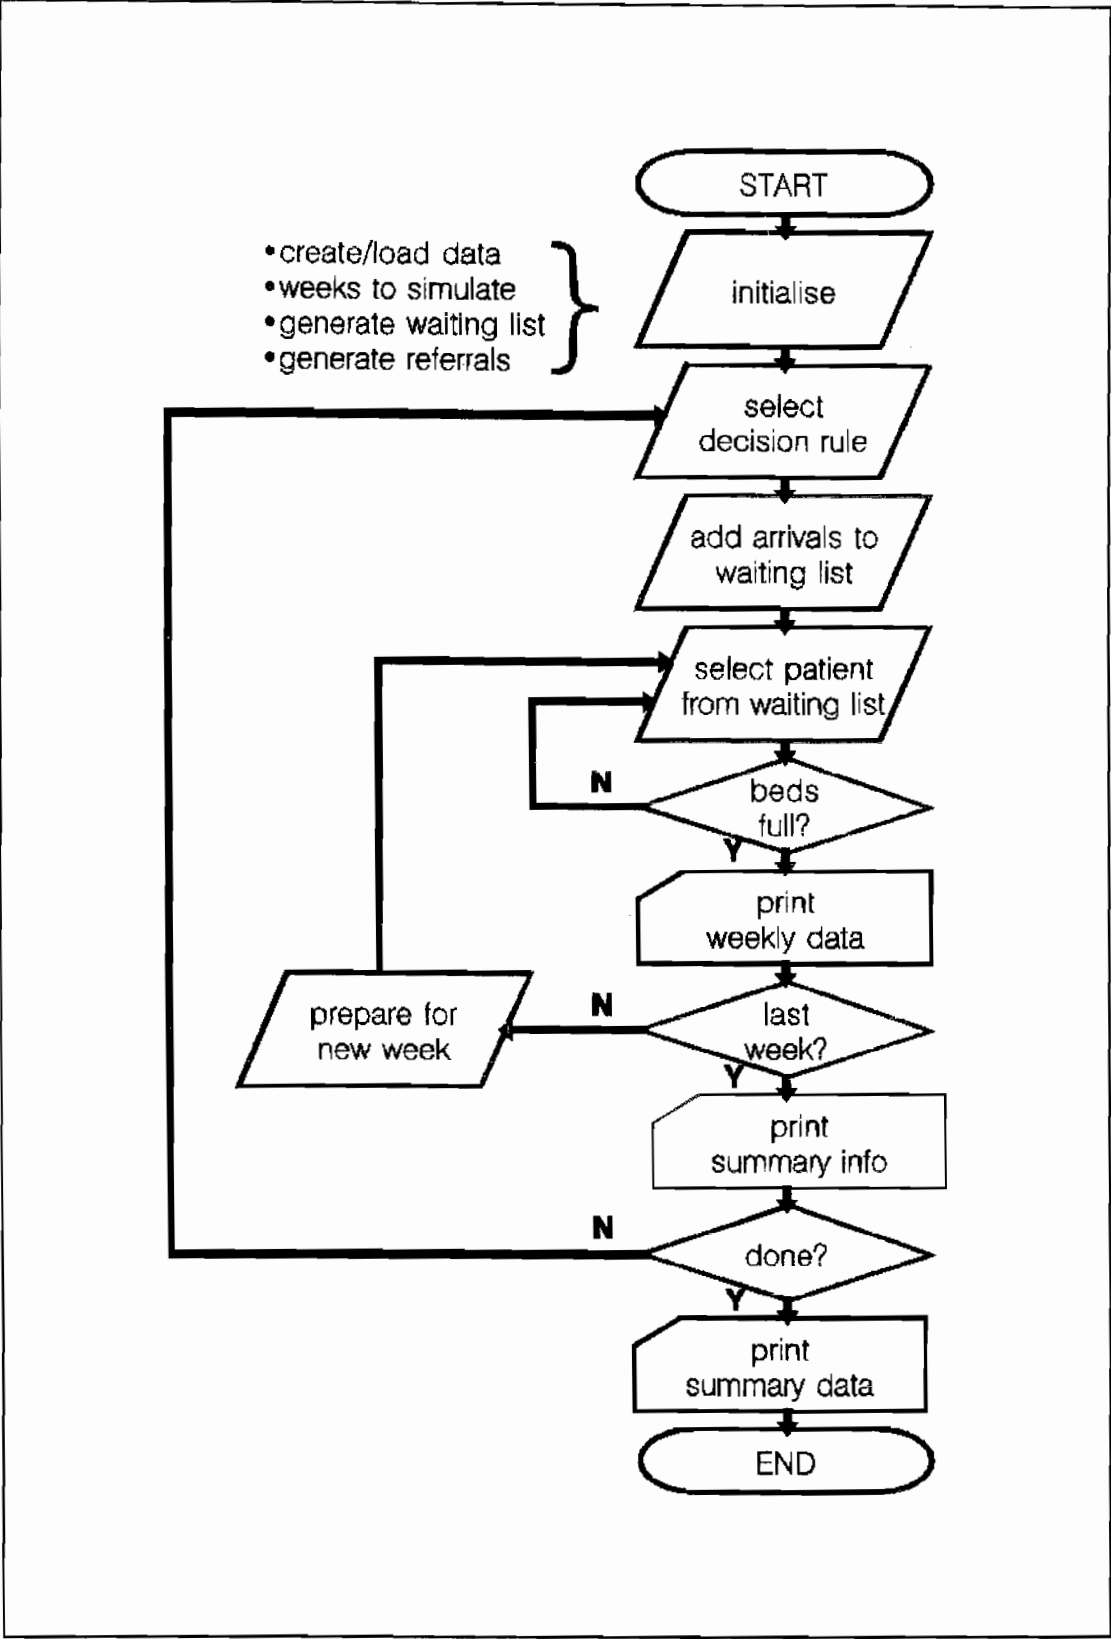 START
•create/load data
•weeks to simulate
•generate waiting list
•generate referrals
initialise
select
decision rule
add arrivals to
waiting list
select patient
from waiting list
N
beds
full?
Y
print
weekly data
prepare for
new week
N
last
week?
Y
print
summary info
N
done?
Y
print
summary data
END